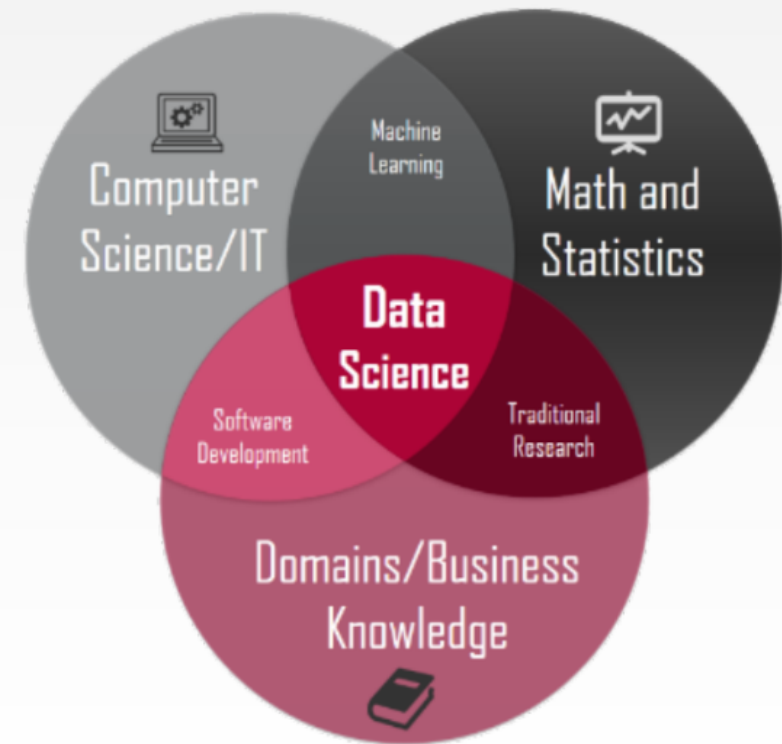 Machine
Learning
Computer
Science/IT
Math and
Statistics
Data
Science
Software
Development
Traditional
Research
Domains/Business
Knowledge